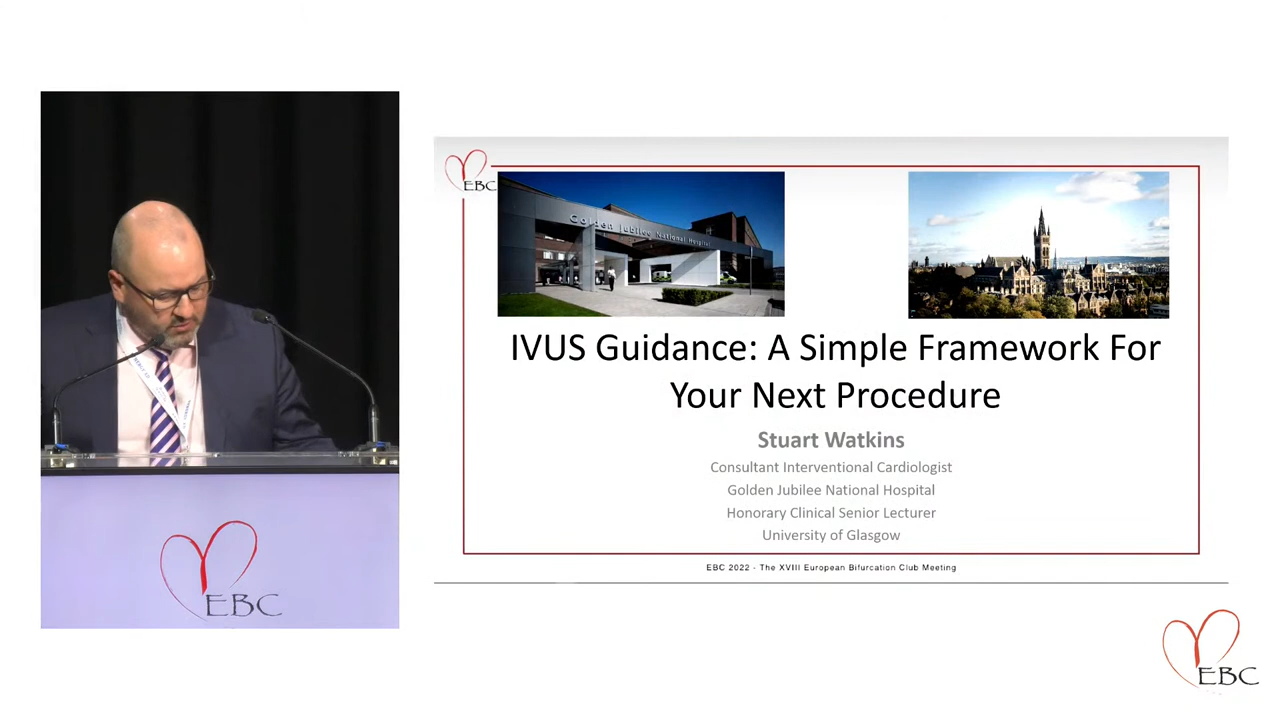 EBC
Golden Jubilee National Hospital
IVUS Guidance: A Simple Framework For
Your Next Procedure
Stuart Watkins
Consultant Interventional Cardiologist
Golden Jubilee National Hospital
Honorary Clinical Senior Lecturer
University of Glasgow
EBC 2022 - The XVIII European Bifurcation Club Meeting
EBC
EBC